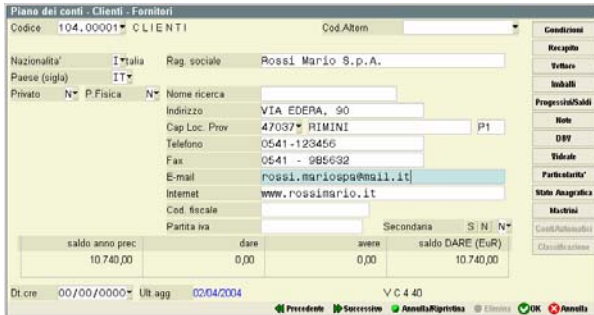 Piano dei conti - Clienti - Fornitori
Codice 104.00001 CLIENTI Cod.Altern
Nazionalita' Italia Rag. sociale Rossi Mario S.p.A.
Paese (sigla) IT
Privato N P.Fisica N Nome ricerca
Indirizzo VIA EDERA, 90
Cap Loc. Prov 47037 RIMINI P1
Telefono 0541-123456
Fax 0541 - 985632
E-mail rossi.mariospa@mail.it
Internet www.rossimario.it
Cod. fiscale
Partita iva Secondaria S N N
saldo anno prec dare avere saldo DARE (EuR)
10.740,00 0,00 0,00 10.740,00
Dt.cre 00/00/0000 Ult.agg 02/04/2004 V C 4 40
Precedente Successivo Annulla/Ripristina Elimina OK Annulla
Condizioni
Recapito
Vettore
Imballi
Progessivi/Saldi
Note
DBV
Videate
Particolarita'
Stato Anagrafica
Mastrini
Conti/Automatici
Classificazione